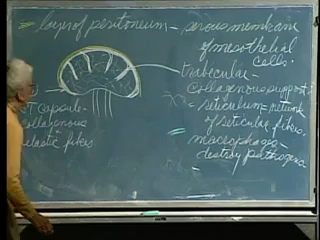 layer of peritoneum - serous membrane
of mesothelial
cells.
trabeculae -
collagenous support
reticulum - network
of reticular fibers.
macrophages -
destroy pathogens
CT capsule -
collagenous
+
elastic fibers